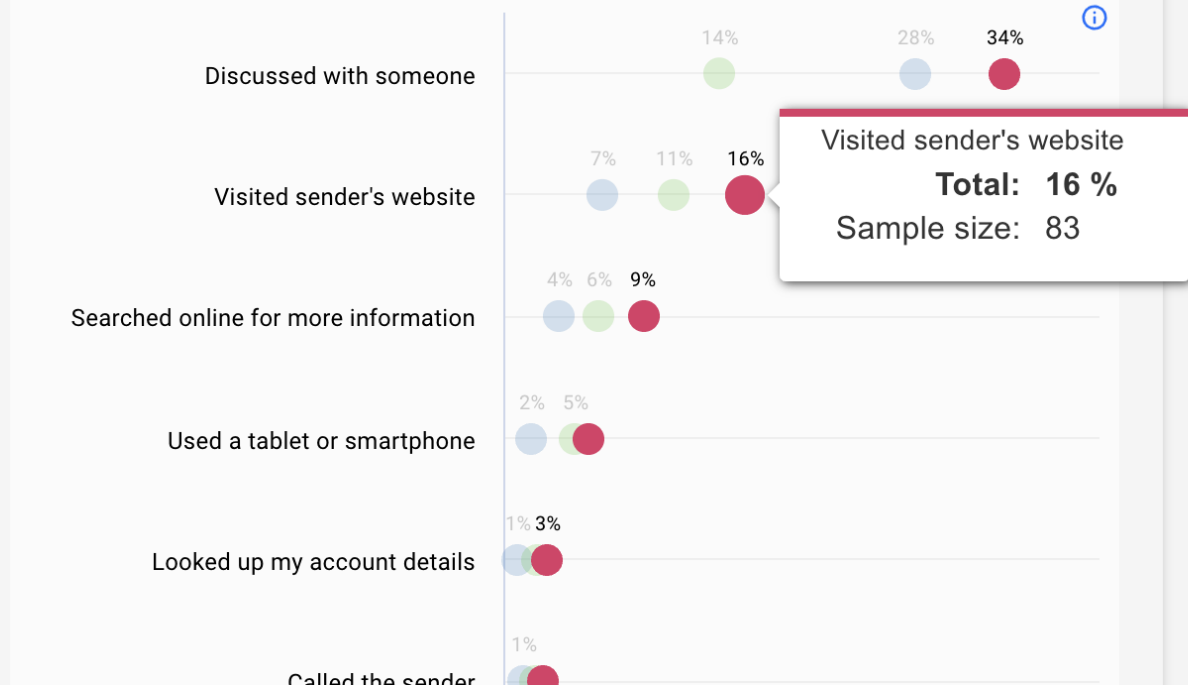 14% 28% 34%
Discussed with someone
Visited sender's website
Total: 16 %
Sample size: 83
7% 11% 16%
Visited sender's website
4% 6% 9%
Searched online for more information
2% 5%
Used a tablet or smartphone
1% 3%
Looked up my account details
1%
Called the sender